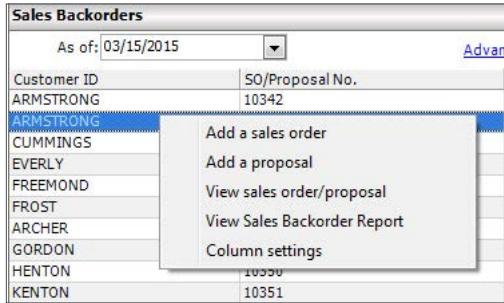 Sales Backorders
As of: 03/15/2015
Advan
Customer ID SO/Proposal No.
ARMSTRONG 10342
ARMSTRONG
CUMMINGS
EVERLY
FREEMOND
FROST
ARCHER
GORDON
HENTON 10350
KENTON 10351
Add a sales order
Add a proposal
View sales order/proposal
View Sales Backorder Report
Column settings